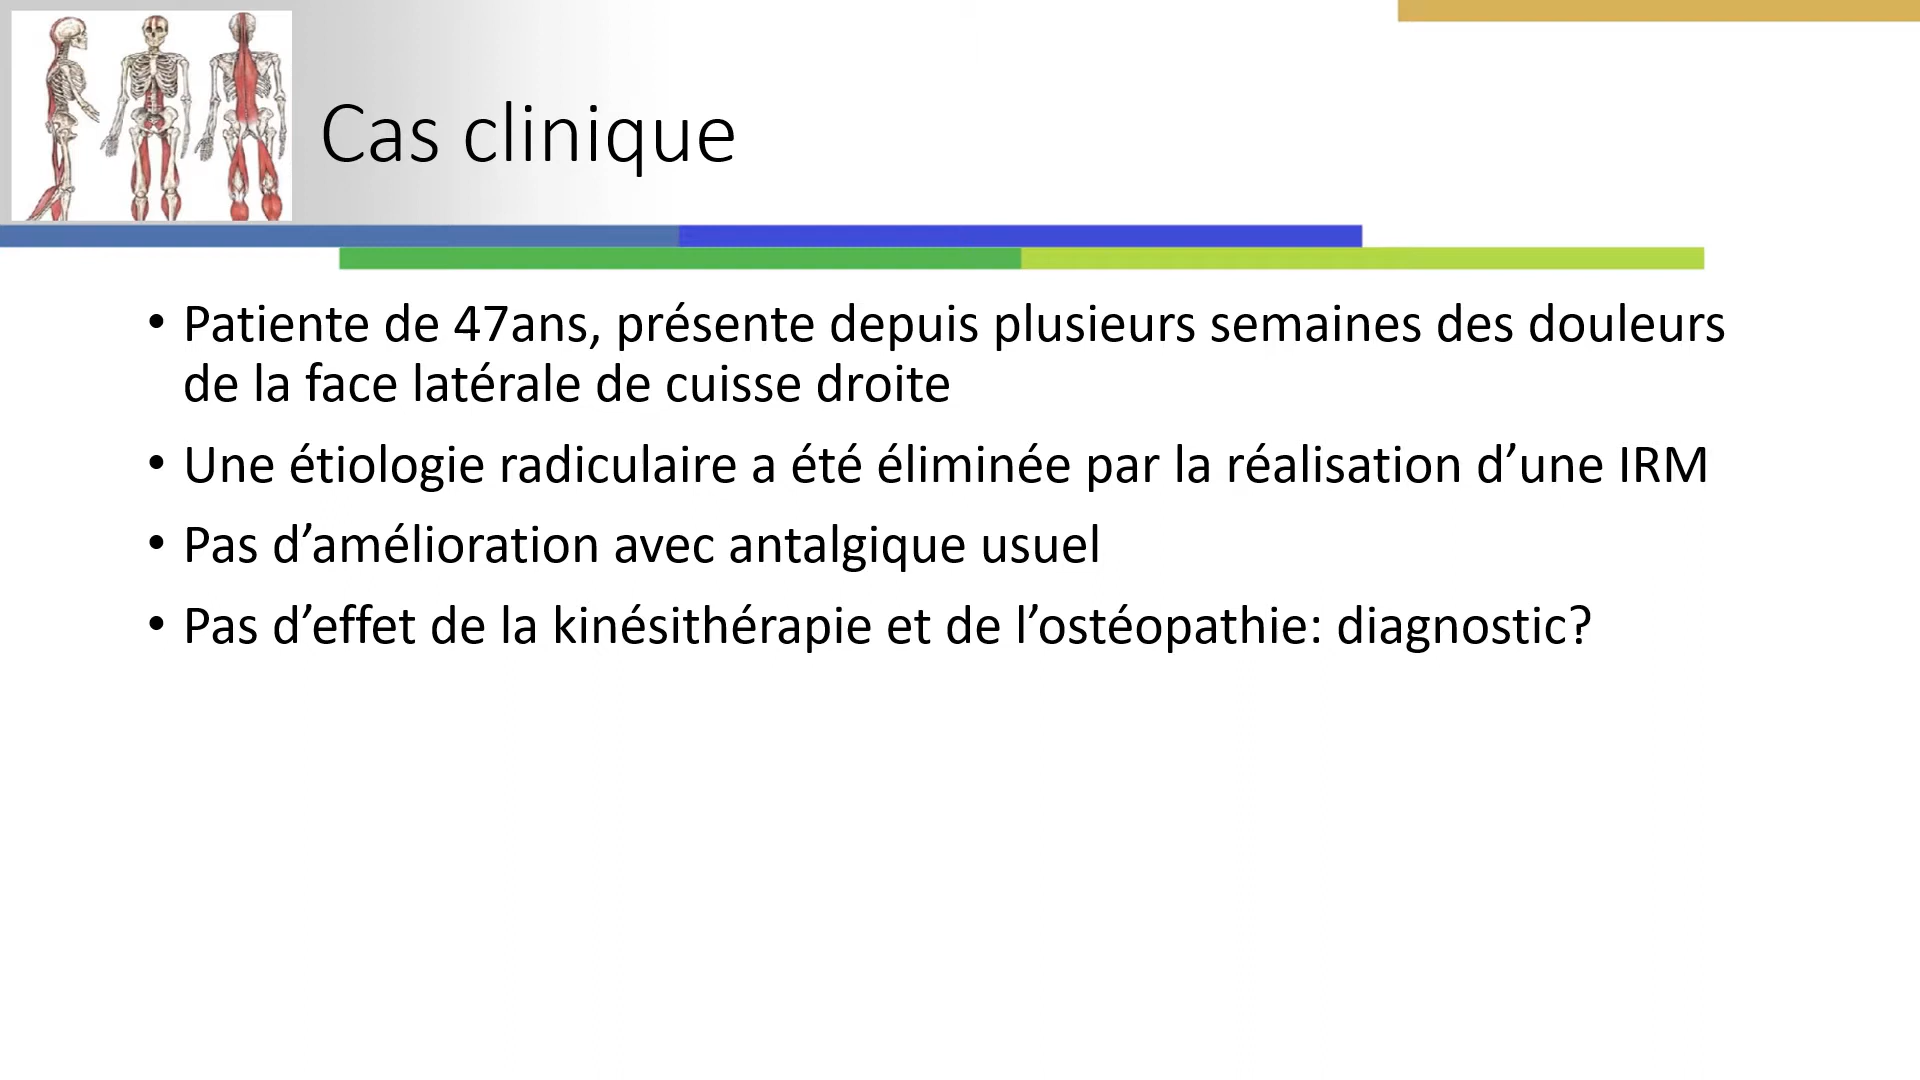 Cas clinique
• Patiente de 47ans, présente depuis plusieurs semaines des douleurs
de la face latérale de cuisse droite
• Une étiologie radiculaire a été éliminée par la réalisation d’une IRM
• Pas d’amélioration avec antalgique usuel
• Pas d’effet de la kinésithérapie et de l’ostéopathie: diagnostic?